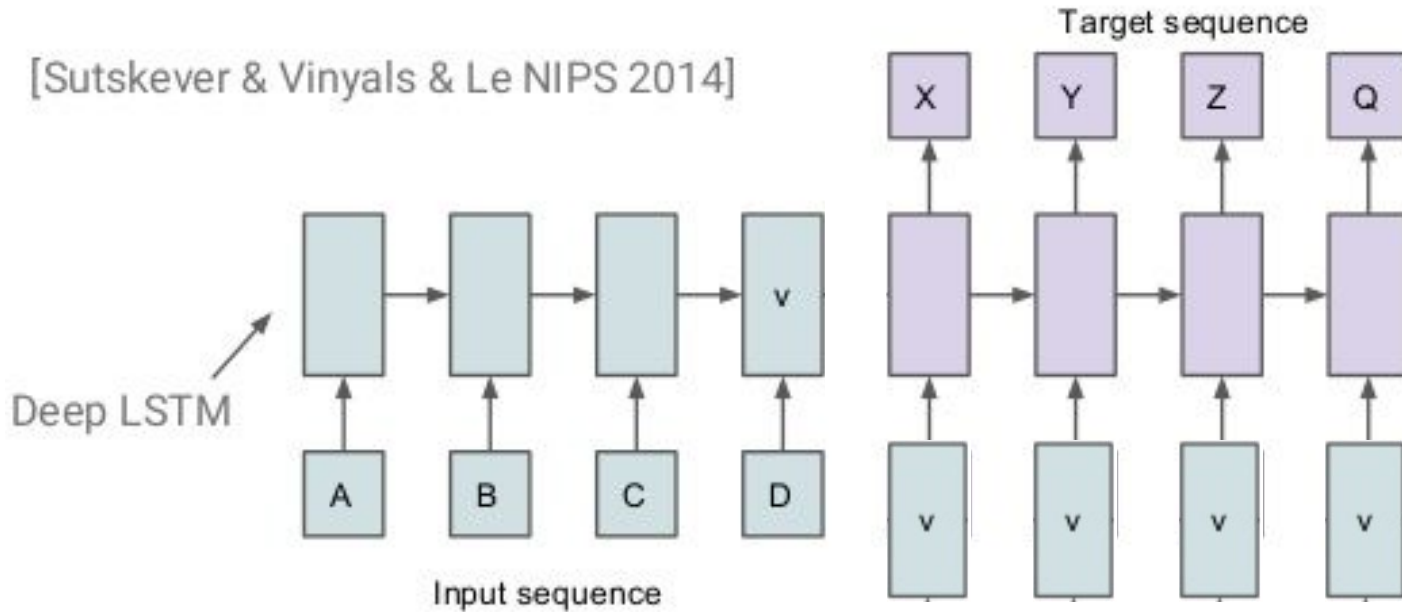 Target sequence
[Sutskever & Vinyals & Le NIPS 2014]
X Y Z Q
v
Deep LSTM
A B C D
v v v v
Input sequence